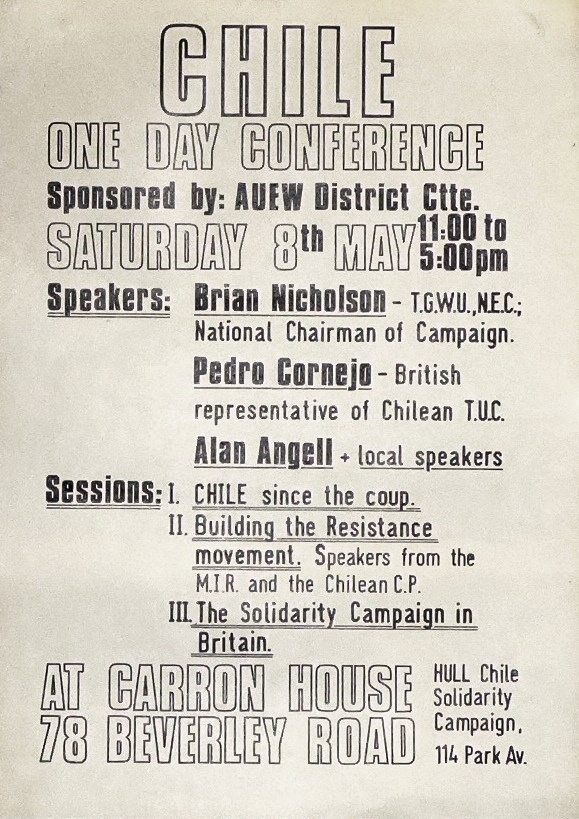 CHILE
ONE DAY CONFERENCE
Sponsored by: AUEW District Ctte.
SATURDAY 8th MAY 11:00 to
5:00pm
Speakers: Brian Nicholson - T.G.W.U.,N.E.C.;
National Chairman of Campaign.
Pedro Cornejo - British
representative of Chilean T.U.C.
Alan Angell + local speakers
Sessions: I. CHILE since the coup.
II. Building the Resistance
movement. Speakers from the
M.I.R. and the Chilean C.P.
III. The Solidarity Campaign in
Britain.
AT CARRON HOUSE
78 BEVERLEY ROAD
HULL Chile
Solidarity
Campaign,
114 Park Av.